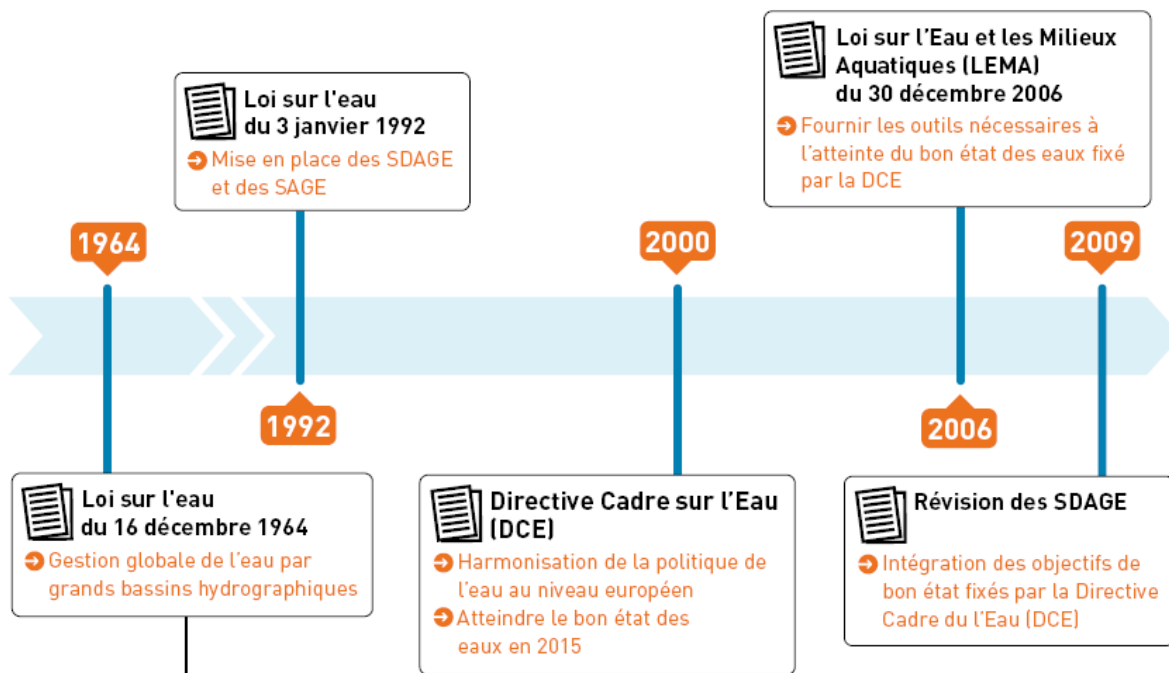 Loi sur l'Eau et les Milieux
Aquatiques (LEMA)
du 30 décembre 2006
Fournir les outils nécessaires à
l'atteinte du bon état des eaux fixé
par la DCE
Loi sur l'eau
du 3 janvier 1992
Mise en place des SDAGE
et des SAGE
1964
2000
2009
1992
2006
Loi sur l'eau
du 16 décembre 1964
Gestion globale de l'eau par
grands bassins hydrographiques
Directive Cadre sur l'Eau
(DCE)
Harmonisation de la politique de
l'eau au niveau européen
Atteindre le bon état des
eaux en 2015
Révision des SDAGE
Intégration des objectifs de
bon état fixés par la Directive
Cadre du l'Eau (DCE)